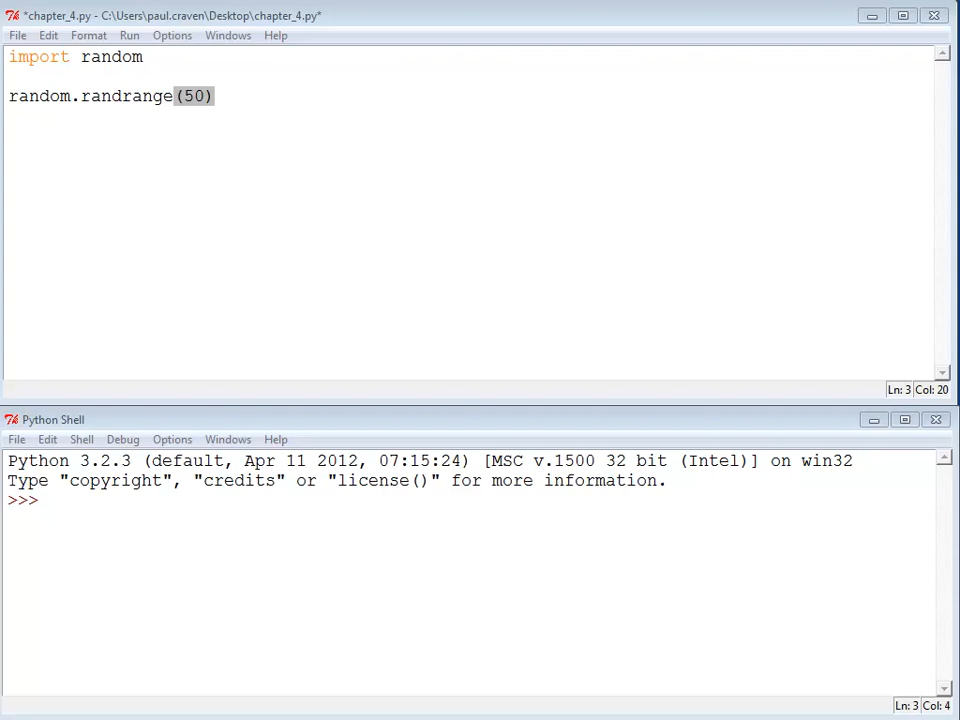 *chapter_4.py - C:\Users\paul.craven\Desktop\chapter_4.py*
File Edit Format Run Options Windows Help
import random
random.randrange(50)
Ln: 3 Col: 20
Python Shell
File Edit Shell Debug Options Windows Help
Python 3.2.3 (default, Apr 11 2012, 07:15:24) [MSC v.1500 32 bit (Intel)] on win32
Type "copyright", "credits" or "license()" for more information.
>>>
Ln: 3 Col: 4